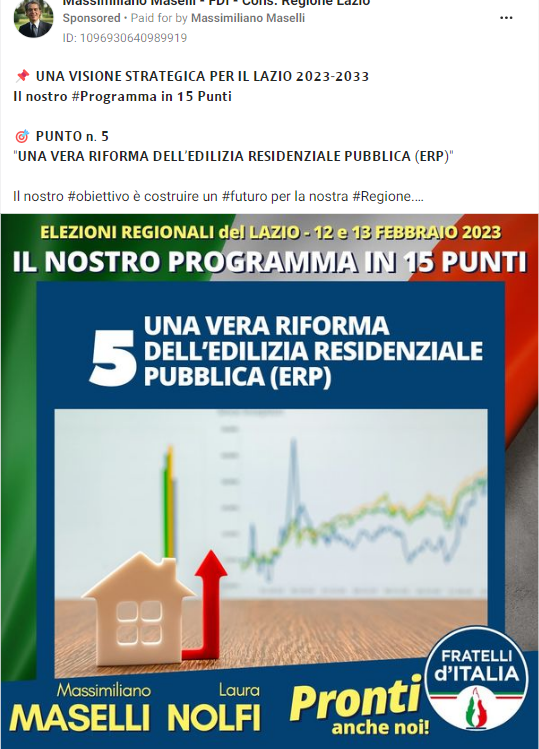 Massimiliano Maselli - FDI - Cons. Regione Lazio
Sponsored • Paid for by Massimiliano Maselli
ID: 1096930640989919
📌 UNA VISIONE STRATEGICA PER IL LAZIO 2023-2033
Il nostro #Programma in 15 Punti
🎯 PUNTO n. 5
"UNA VERA RIFORMA DELL'EDILIZIA RESIDENZIALE PUBBLICA (ERP)"
Il nostro #obiettivo è costruire un #futuro per la nostra #Regione....
ELEZIONI REGIONALI del LAZIO - 12 e 13 FEBBRAIO 2023
IL NOSTRO PROGRAMMA IN 15 PUNTI
5
UNA VERA RIFORMA
DELL'EDILIZIA RESIDENZIALE
PUBBLICA (ERP)
Massimiliano
MASELLI
Laura
NOLFI
Pronti
anche noi!
FRATELLI
d'ITALIA